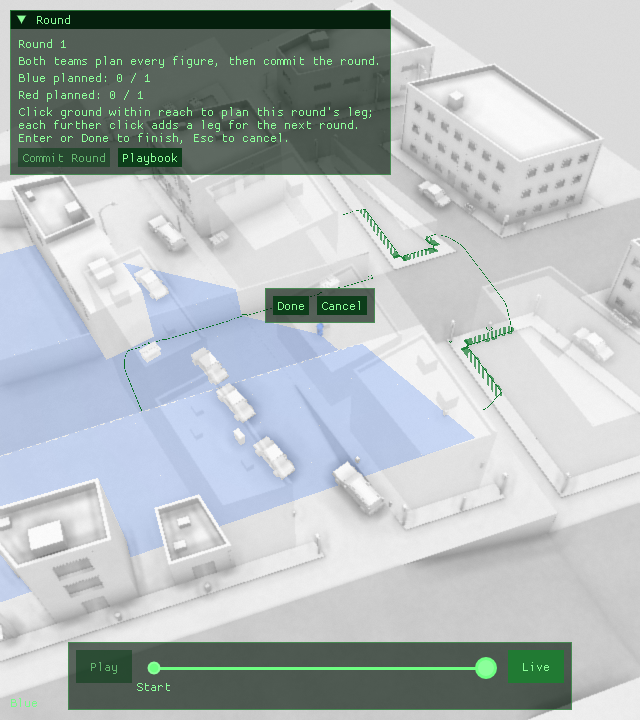 Round
Round 1
Both teams plan every figure, then commit the round.
Blue planned: 0 / 1
Red planned: 0 / 1
Click ground within reach to plan this round's leg;
each further click adds a leg for the next round.
Enter or Done to finish, Esc to cancel.
Commit Round Playbook
Done Cancel
Play Live
Start